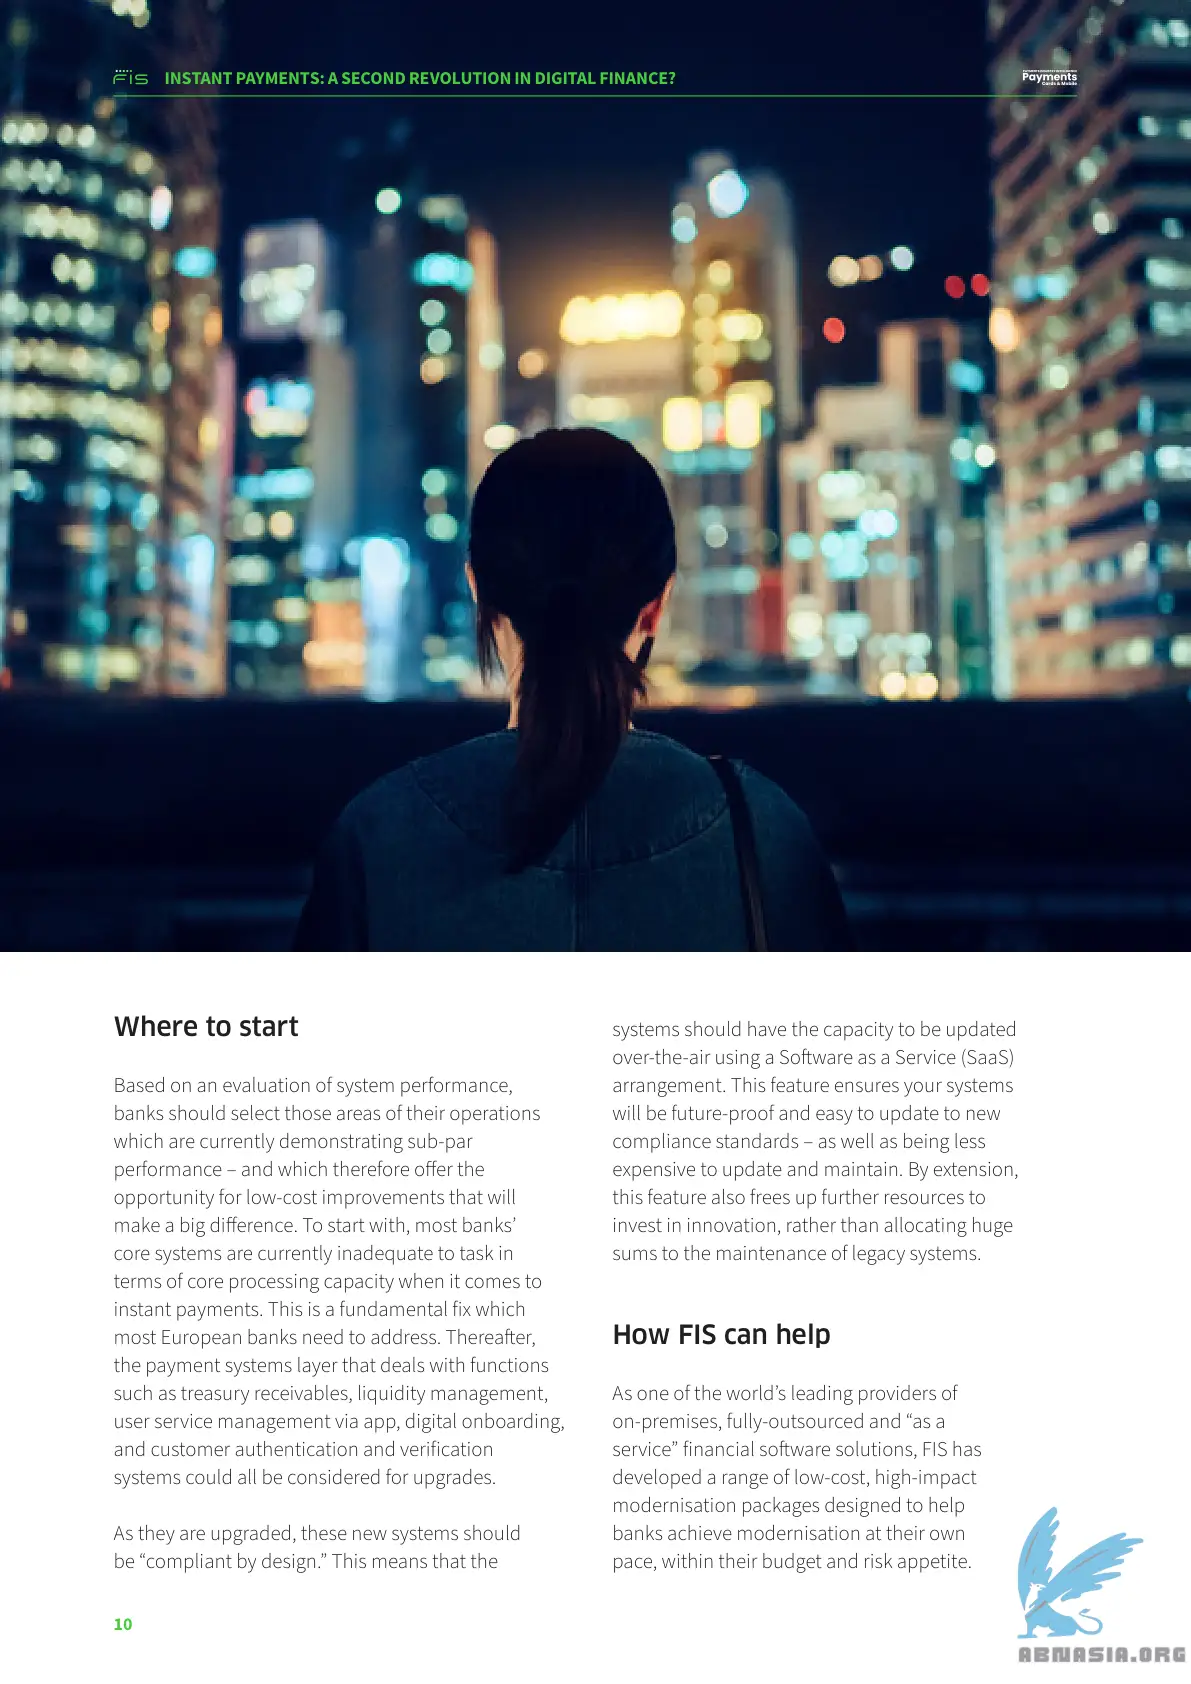 FIS INSTANT PAYMENTS: A SECOND REVOLUTION IN DIGITAL FINANCE?
Payments
Cards & Mobile
Where to start
Based on an evaluation of system performance,
banks should select those areas of their operations
which are currently demonstrating sub-par
performance – and which therefore offer the
opportunity for low-cost improvements that will
make a big difference. To start with, most banks’
core systems are currently inadequate to task in
terms of core processing capacity when it comes to
instant payments. This is a fundamental fix which
most European banks need to address. Thereafter,
the payment systems layer that deals with functions
such as treasury receivables, liquidity management,
user service management via app, digital onboarding,
and customer authentication and verification
systems could all be considered for upgrades.
As they are upgraded, these new systems should
be “compliant by design.” This means that the
systems should have the capacity to be updated
over-the-air using a Software as a Service (SaaS)
arrangement. This feature ensures your systems
will be future-proof and easy to update to new
compliance standards – as well as being less
expensive to update and maintain. By extension,
this feature also frees up further resources to
invest in innovation, rather than allocating huge
sums to the maintenance of legacy systems.
How FIS can help
As one of the world’s leading providers of
on-premises, fully-outsourced and “as a
service” financial software solutions, FIS has
developed a range of low-cost, high-impact
modernisation packages designed to help
banks achieve modernisation at their own
pace, within their budget and risk appetite.
10
ABNASIA.ORG